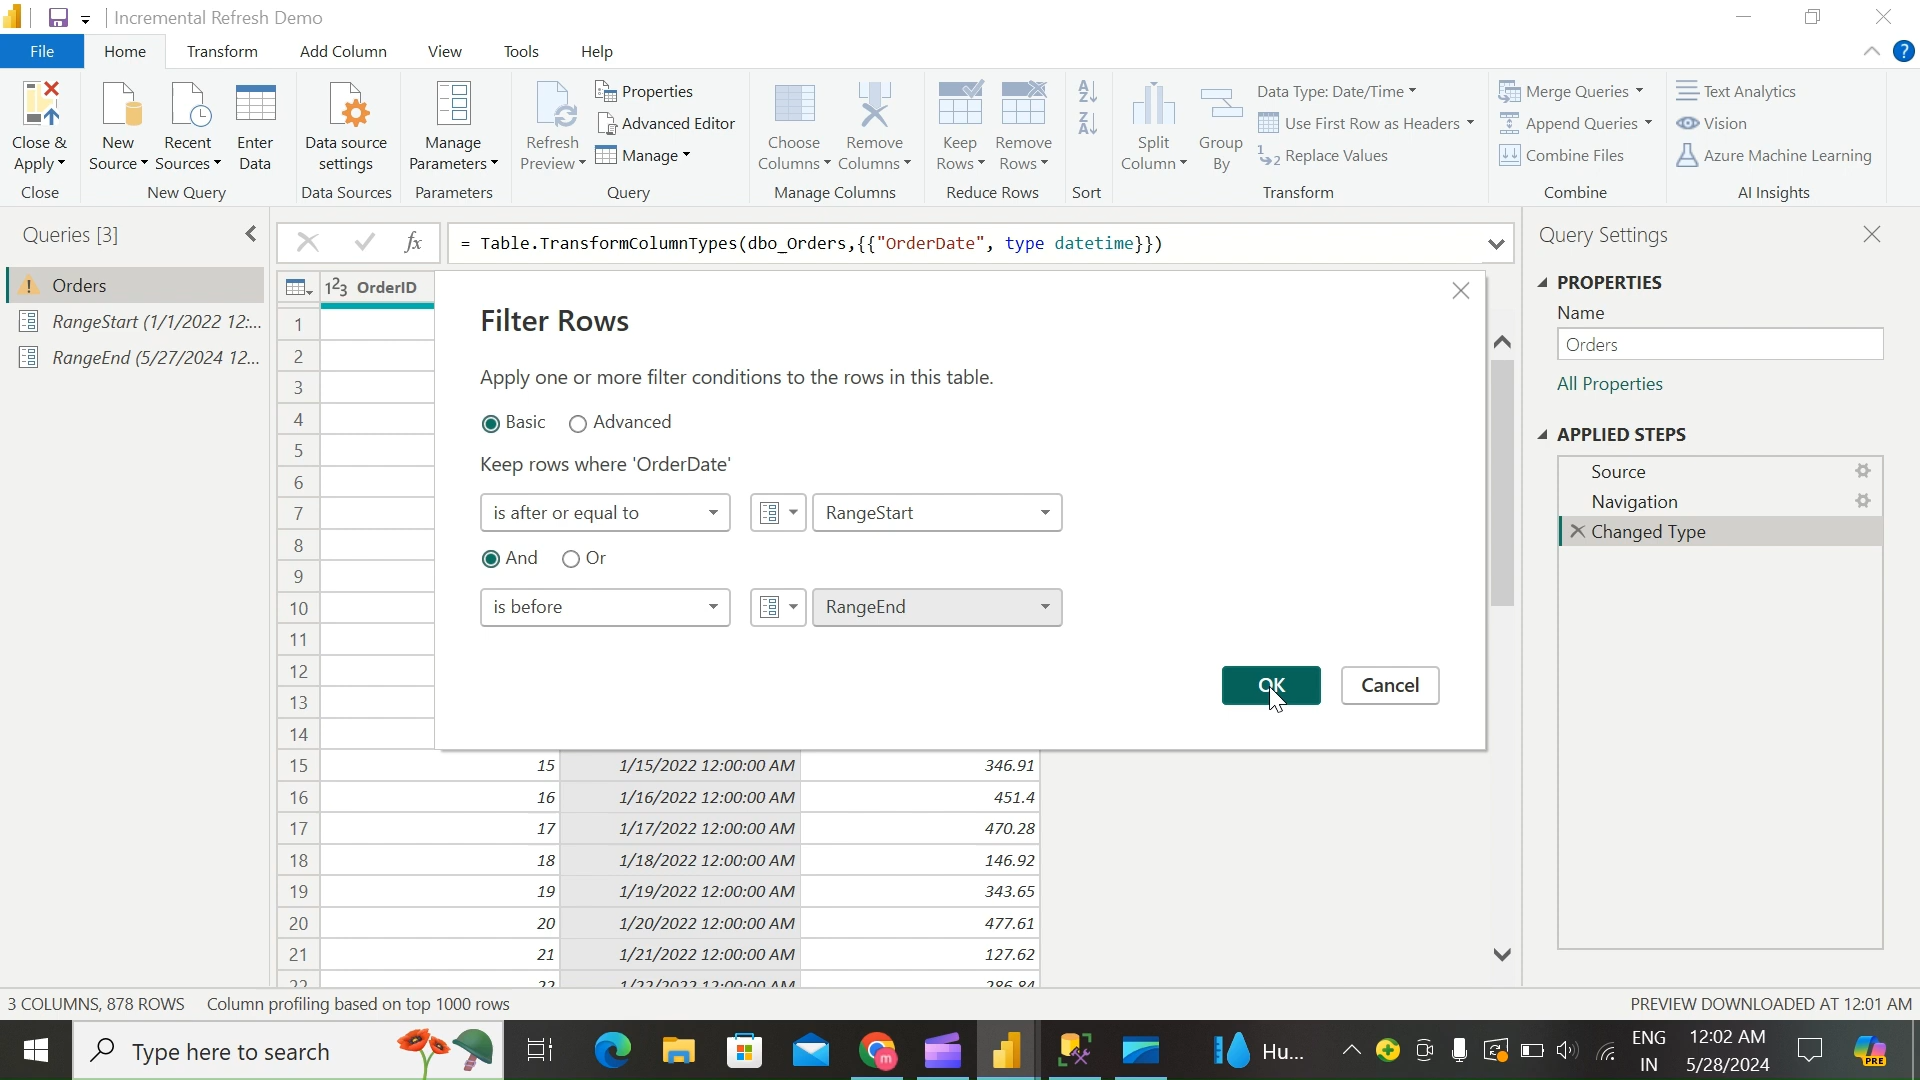 Incremental Refresh Demo
File Home Transform Add Column View Tools Help
Close & Apply
New Source
Recent Sources
Enter Data
Data source settings
Manage Parameters
Refresh Preview
Properties
Advanced Editor
Manage
Choose Columns
Remove Columns
Keep Rows
Remove Rows
Split Column
Group By
Data Type: Date/Time
Use First Row as Headers
Replace Values
Merge Queries
Append Queries
Combine Files
Text Analytics
Vision
Azure Machine Learning
Close New Query Data Sources Parameters Query Manage Columns Reduce Rows Sort Transform Combine AI Insights
Queries [3]
Orders
RangeStart (1/1/2022 12:...
RangeEnd (5/27/2024 12...
fx
= Table.TransformColumnTypes(dbo_Orders,{{"OrderDate", type datetime}})
123 OrderID
1
2
3
4
5
6
7
8
9
10
11
12
13
14
Filter Rows
Apply one or more filter conditions to the rows in this table.
Basic Advanced
Keep rows where 'OrderDate'
is after or equal to RangeStart
And Or
is before RangeEnd
OK Cancel
15 15 1/15/2022 12:00:00 AM 346.91
16 16 1/16/2022 12:00:00 AM 451.4
17 17 1/17/2022 12:00:00 AM 470.28
18 18 1/18/2022 12:00:00 AM 146.92
19 19 1/19/2022 12:00:00 AM 343.65
20 20 1/20/2022 12:00:00 AM 477.61
21 21 1/21/2022 12:00:00 AM 127.62
22 22 1/22/2022 12:00:00 AM 286.84
Query Settings
PROPERTIES
Name
Orders
All Properties
APPLIED STEPS
Source
Navigation
Changed Type
3 COLUMNS, 878 ROWS Column profiling based on top 1000 rows PREVIEW DOWNLOADED AT 12:01 AM
Type here to search
Hu...
ENG
IN
12:02 AM
5/28/2024
PRE